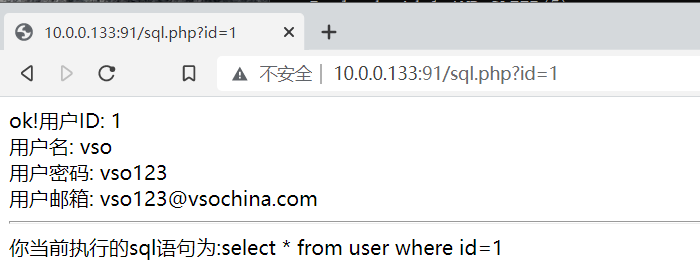 10.0.0.133:91/sql.php?id=1
不安全 | 10.0.0.133:91/sql.php?id=1
ok!用户ID: 1
用户名: vso
用户密码: vso123
用户邮箱: vso123@vsochina.com
你当前执行的sql语句为:select * from user where id=1